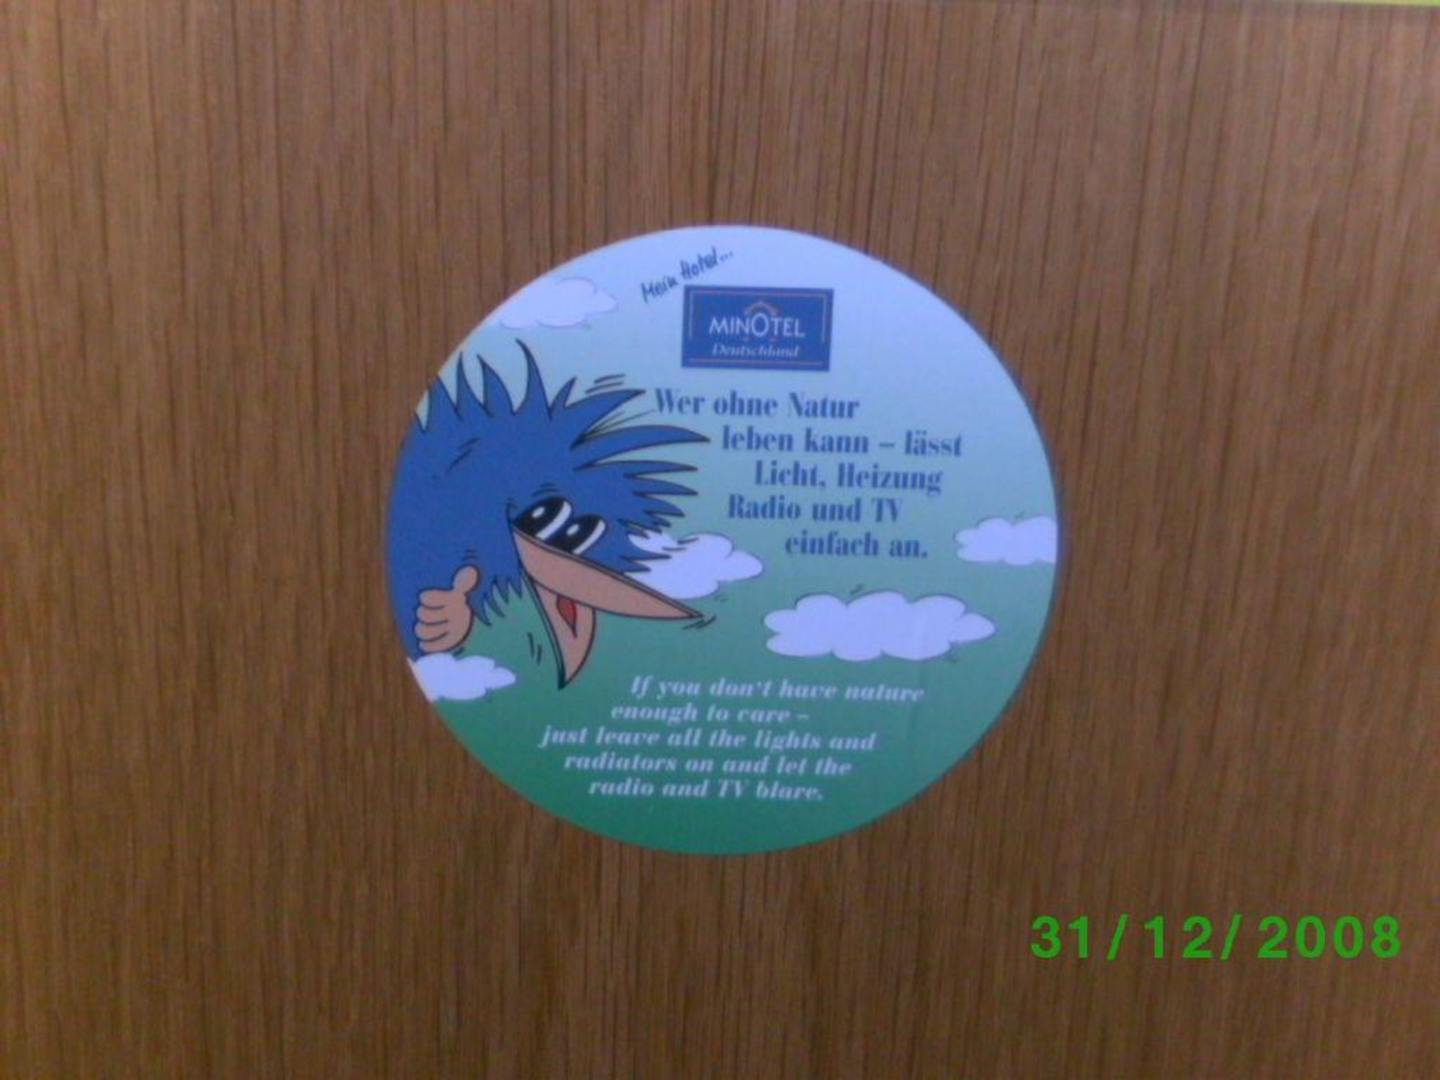 Mein Hotel...
MINOTEL
Deutschland
Wer ohne Natur
leben kann – lässt
Licht, Heizung
Radio und TV
einfach an.
If you don't have nature
enough to care –
just leave all the lights and
radiators on and let the
radio and TV blare.
31/12/2008